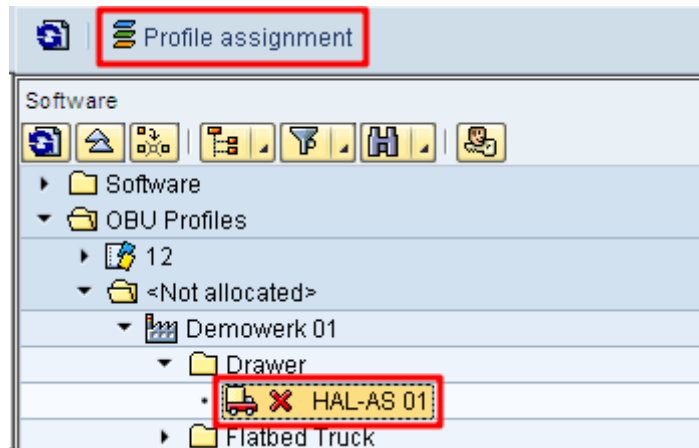 Profile assignment
Software
Software
OBU Profiles
12
<Not allocated>
Demowerk 01
Drawer
HAL-AS 01
Flatbed Truck